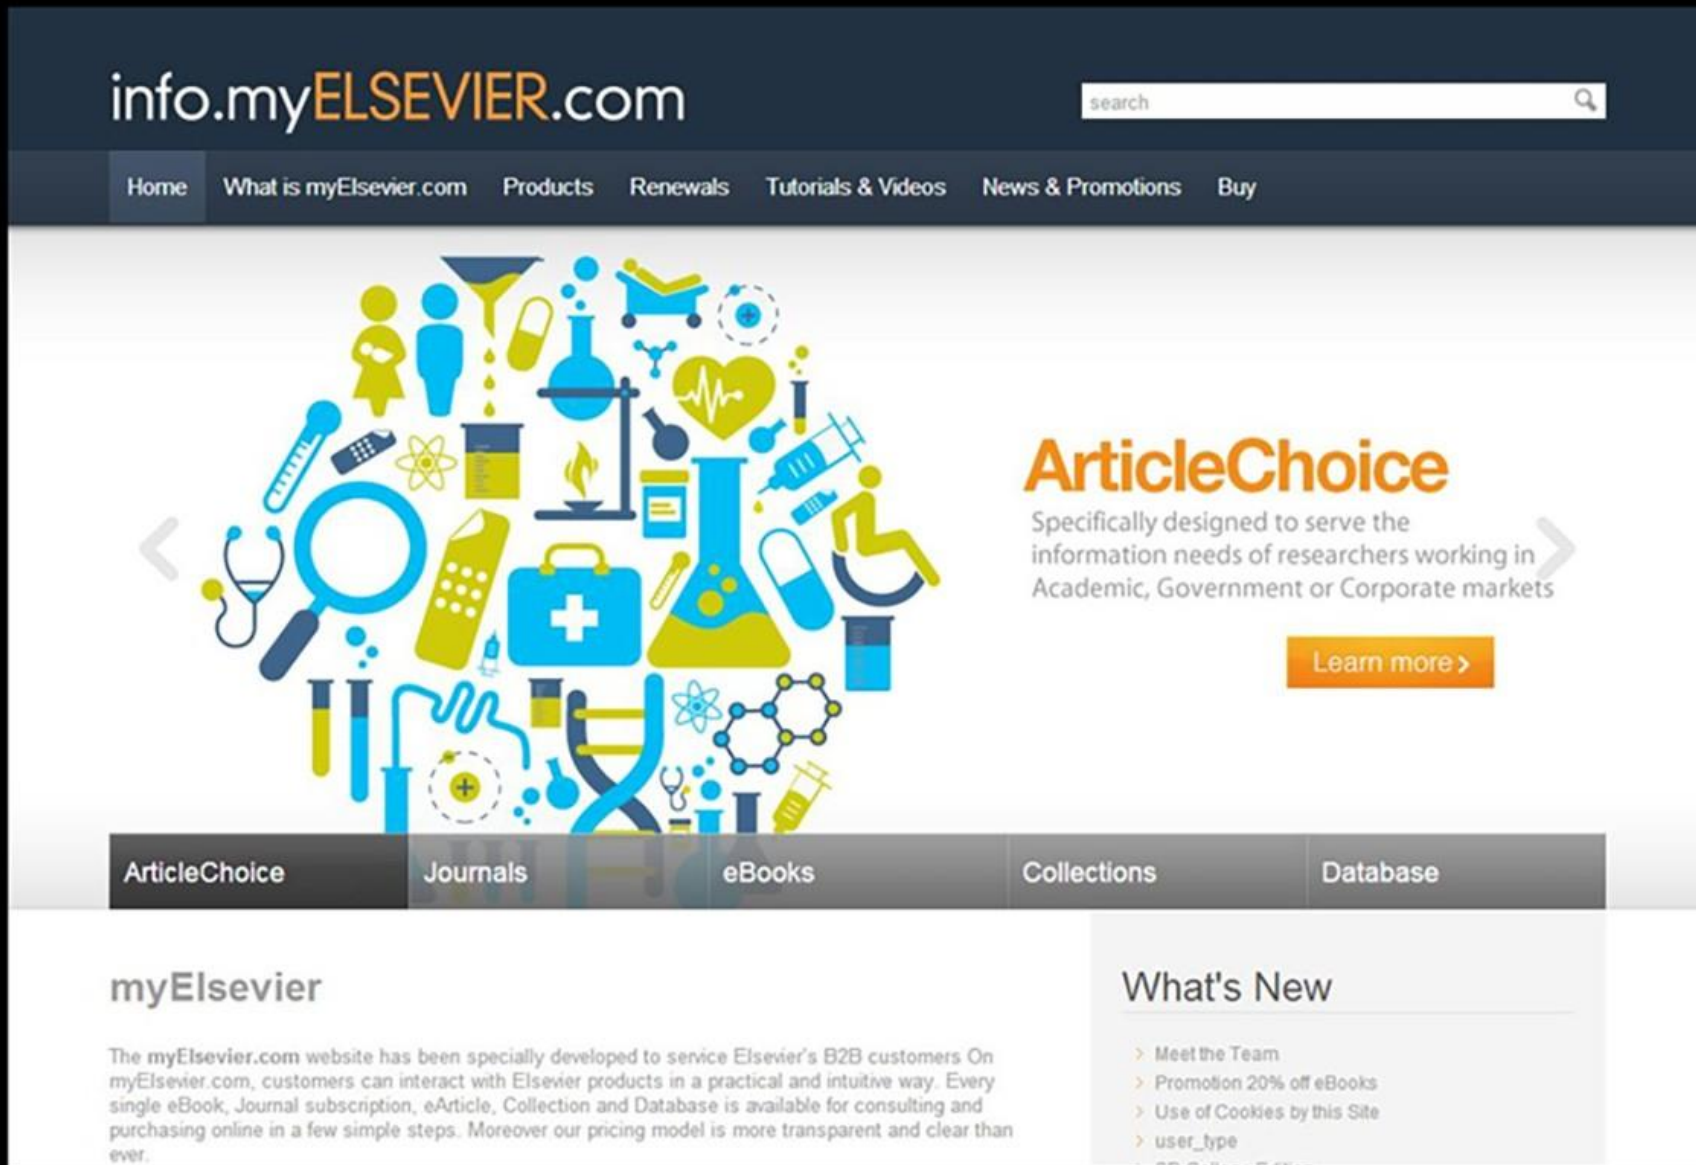 info.myELSEVIER.com
search
Home What is myElsevier.com Products Renewals Tutorials & Videos News & Promotions Buy
ArticleChoice
Specifically designed to serve the
information needs of researchers working in
Academic, Government or Corporate markets
Learn more >
ArticleChoice Journals eBooks Collections Database
myElsevier
The myElsevier.com website has been specially developed to service Elsevier's B2B customers On
myElsevier.com, customers can interact with Elsevier products in a practical and intuitive way. Every
single eBook, Journal subscription, eArticle, Collection and Database is available for consulting and
purchasing online in a few simple steps. Moreover our pricing model is more transparent and clear than
ever.
What's New
> Meet the Team
> Promotion 20% off eBooks
> Use of Cookies by this Site
> user_type